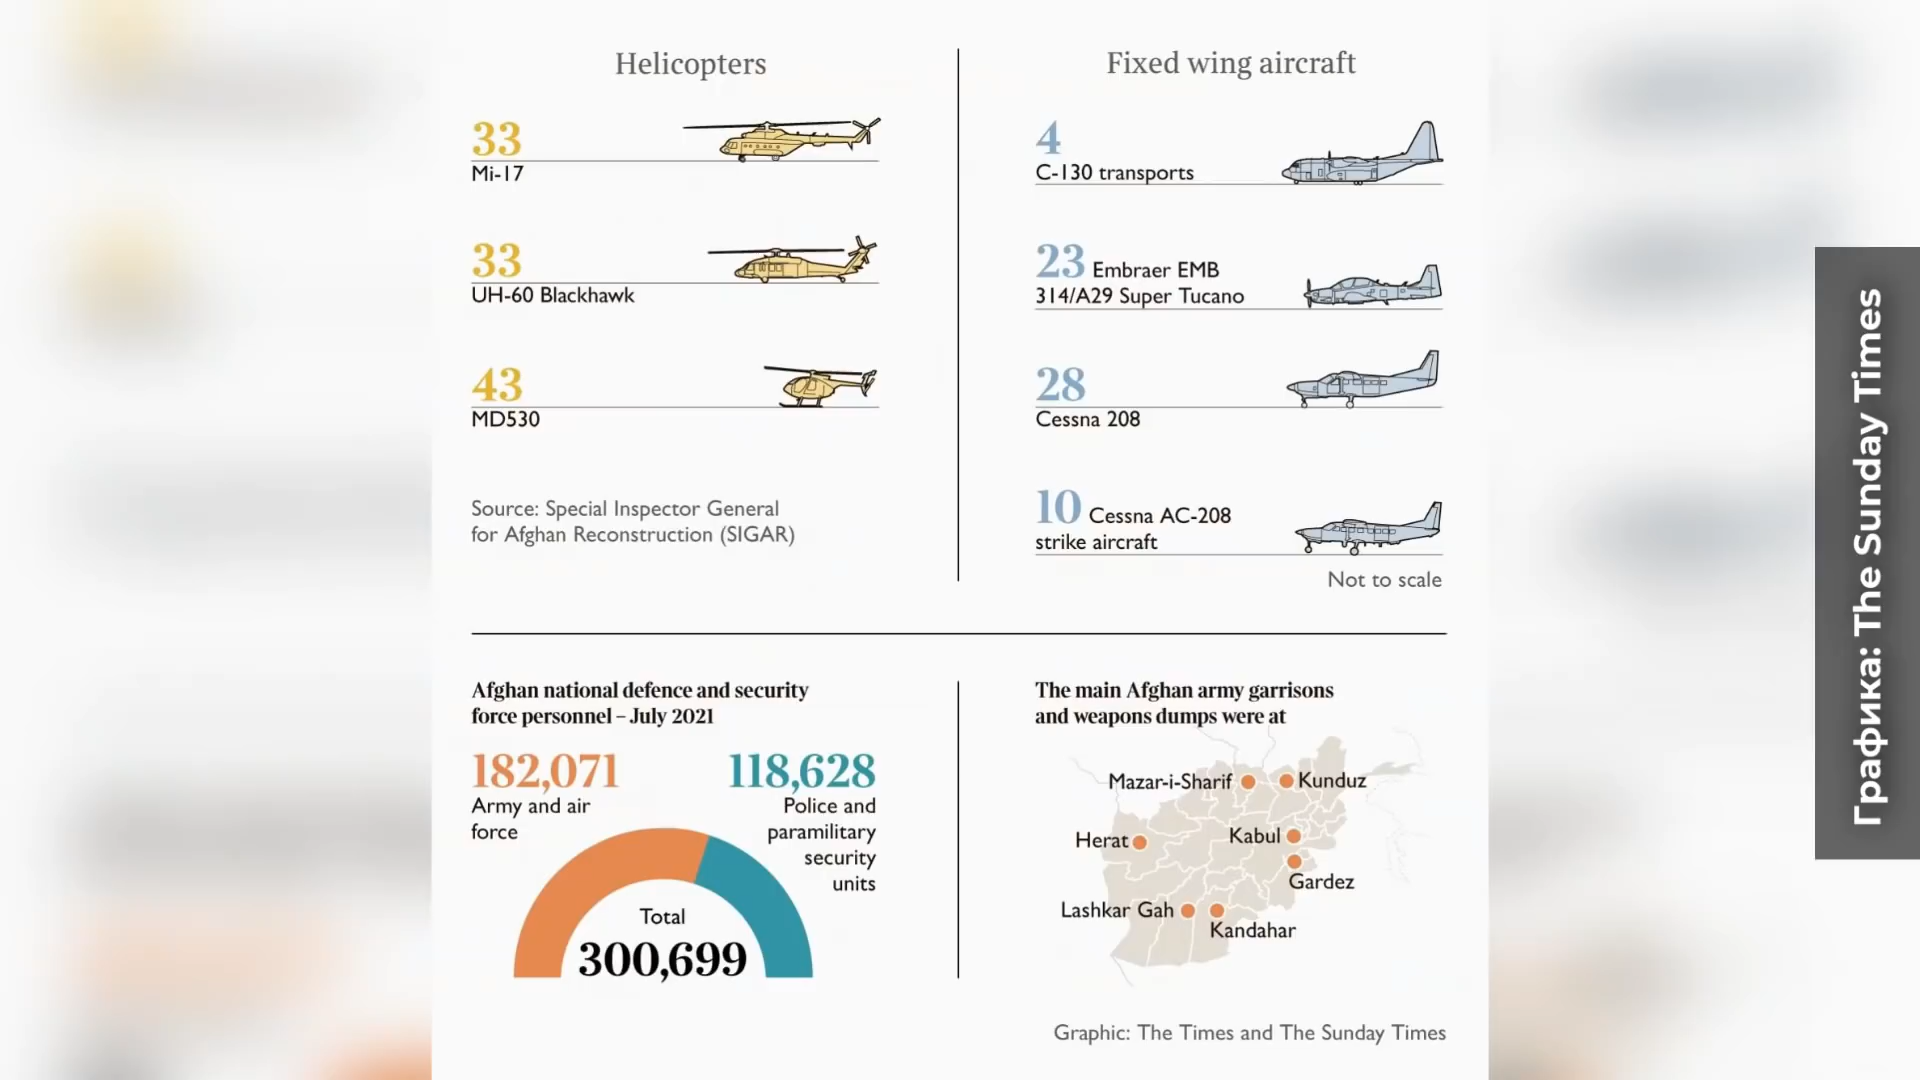 Helicopters
33
Mi-17
33
UH-60 Blackhawk
43
MD530
Source: Special Inspector General
for Afghan Reconstruction (SIGAR)
Fixed wing aircraft
4
C-130 transports
23 Embraer EMB
314/A29 Super Tucano
28
Cessna 208
10 Cessna AC-208
strike aircraft
Not to scale
Afghan national defence and security
force personnel – July 2021
182,071
Army and air
force
118,628
Police and
paramilitary
security
units
Total
300,699
The main Afghan army garrisons
and weapons dumps were at
Mazar-i-Sharif
Kunduz
Herat
Kabul
Gardez
Lashkar Gah
Kandahar
Graphic: The Times and The Sunday Times
Графика: The Sunday Times